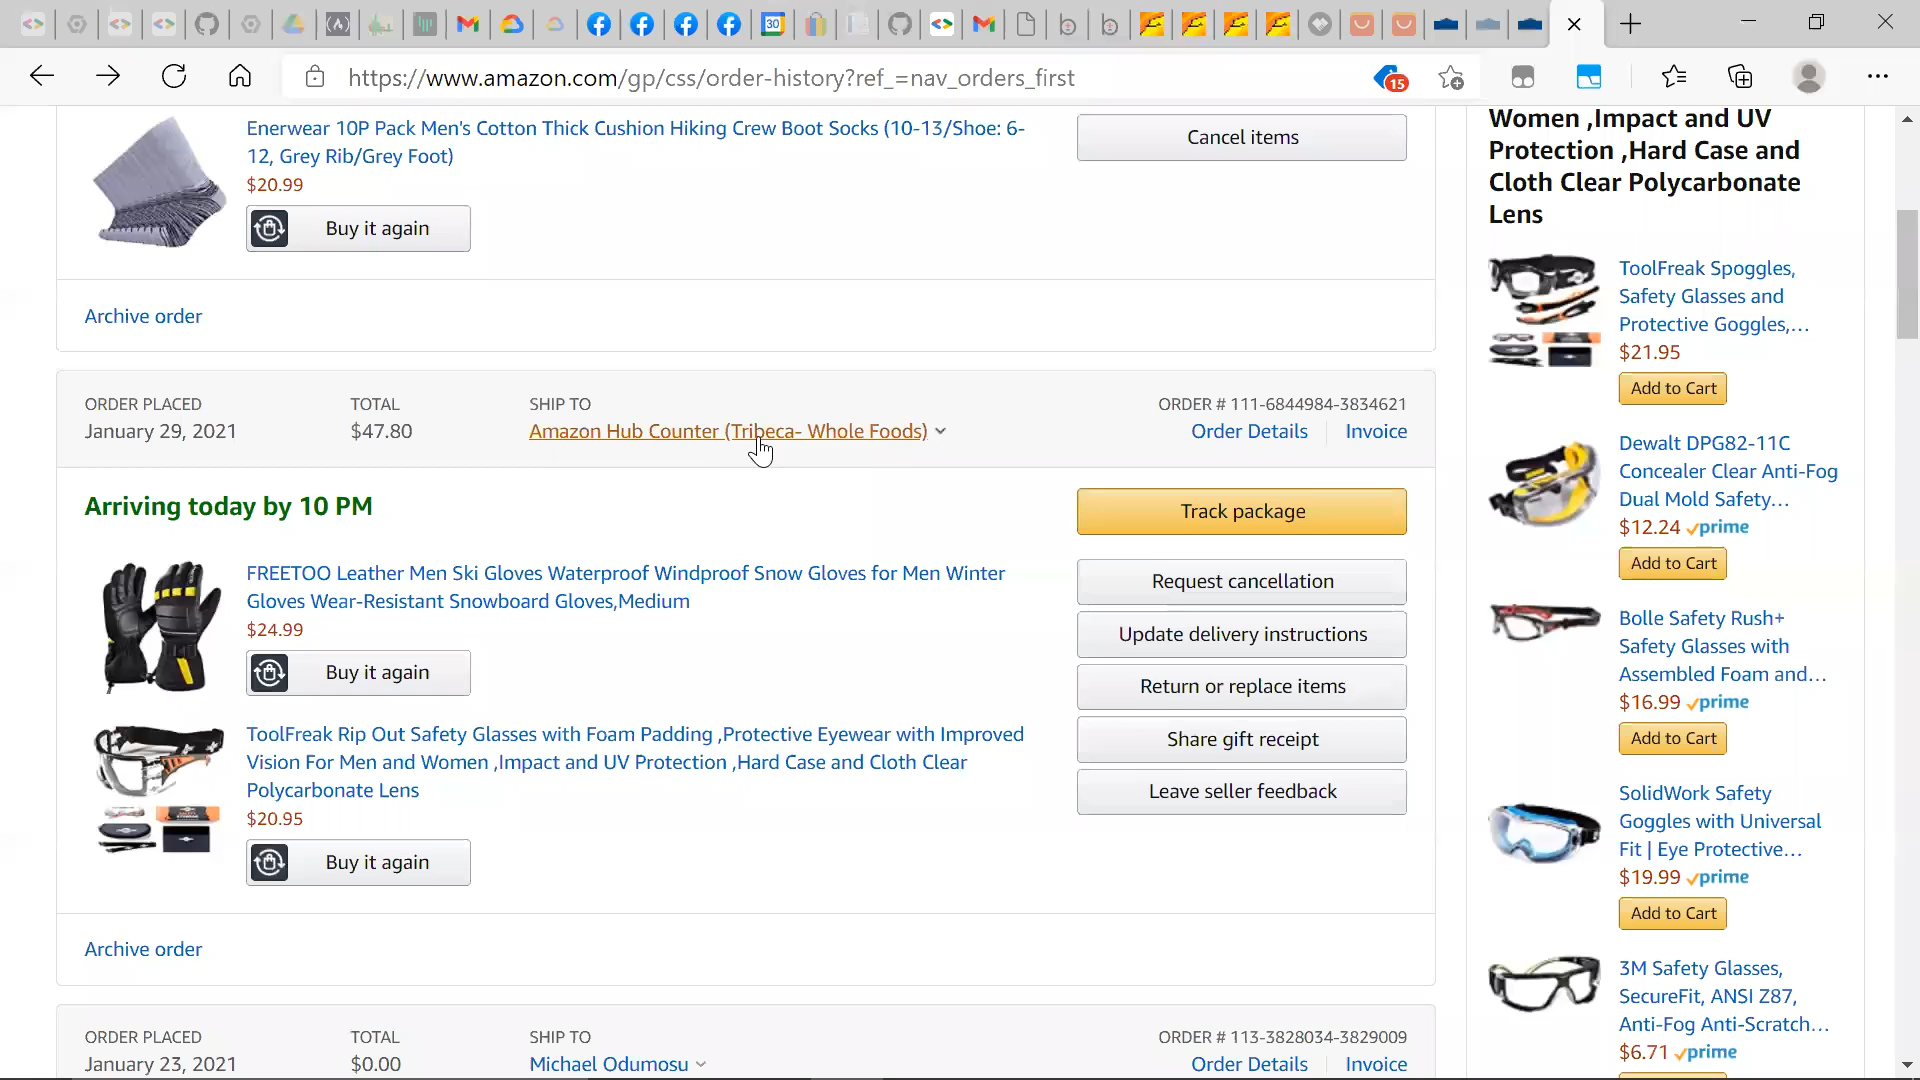 30
https://www.amazon.com/gp/css/order-history?ref_=nav_orders_first
15
Enerwear 10P Pack Men's Cotton Thick Cushion Hiking Crew Boot Socks (10-13/Shoe: 6-
12, Grey Rib/Grey Foot)
$20.99
Buy it again
Cancel items
Archive order
ORDER PLACED
January 29, 2021
TOTAL
$47.80
SHIP TO
Amazon Hub Counter (Tribeca- Whole Foods)
ORDER # 111-6844984-3834621
Order Details
Invoice
Arriving today by 10 PM
FREETOO Leather Men Ski Gloves Waterproof Windproof Snow Gloves for Men Winter
Gloves Wear-Resistant Snowboard Gloves,Medium
$24.99
Buy it again
ToolFreak Rip Out Safety Glasses with Foam Padding ,Protective Eyewear with Improved
Vision For Men and Women ,Impact and UV Protection ,Hard Case and Cloth Clear
Polycarbonate Lens
$20.95
Buy it again
Track package
Request cancellation
Update delivery instructions
Return or replace items
Share gift receipt
Leave seller feedback
Archive order
ORDER PLACED
January 23, 2021
TOTAL
$0.00
SHIP TO
Michael Odumosu
ORDER # 113-3828034-3829009
Order Details
Invoice
Women ,Impact and UV
Protection ,Hard Case and
Cloth Clear Polycarbonate
Lens
ToolFreak Spoggles,
Safety Glasses and
Protective Goggles,...
$21.95
Add to Cart
Dewalt DPG82-11C
Concealer Clear Anti-Fog
Dual Mold Safety...
$12.24 prime
Add to Cart
Bolle Safety Rush+
Safety Glasses with
Assembled Foam and...
$16.99 prime
Add to Cart
SolidWork Safety
Goggles with Universal
Fit | Eye Protective...
$19.99 prime
Add to Cart
3M Safety Glasses,
SecureFit, ANSI Z87,
Anti-Fog Anti-Scratch...
$6.71 prime